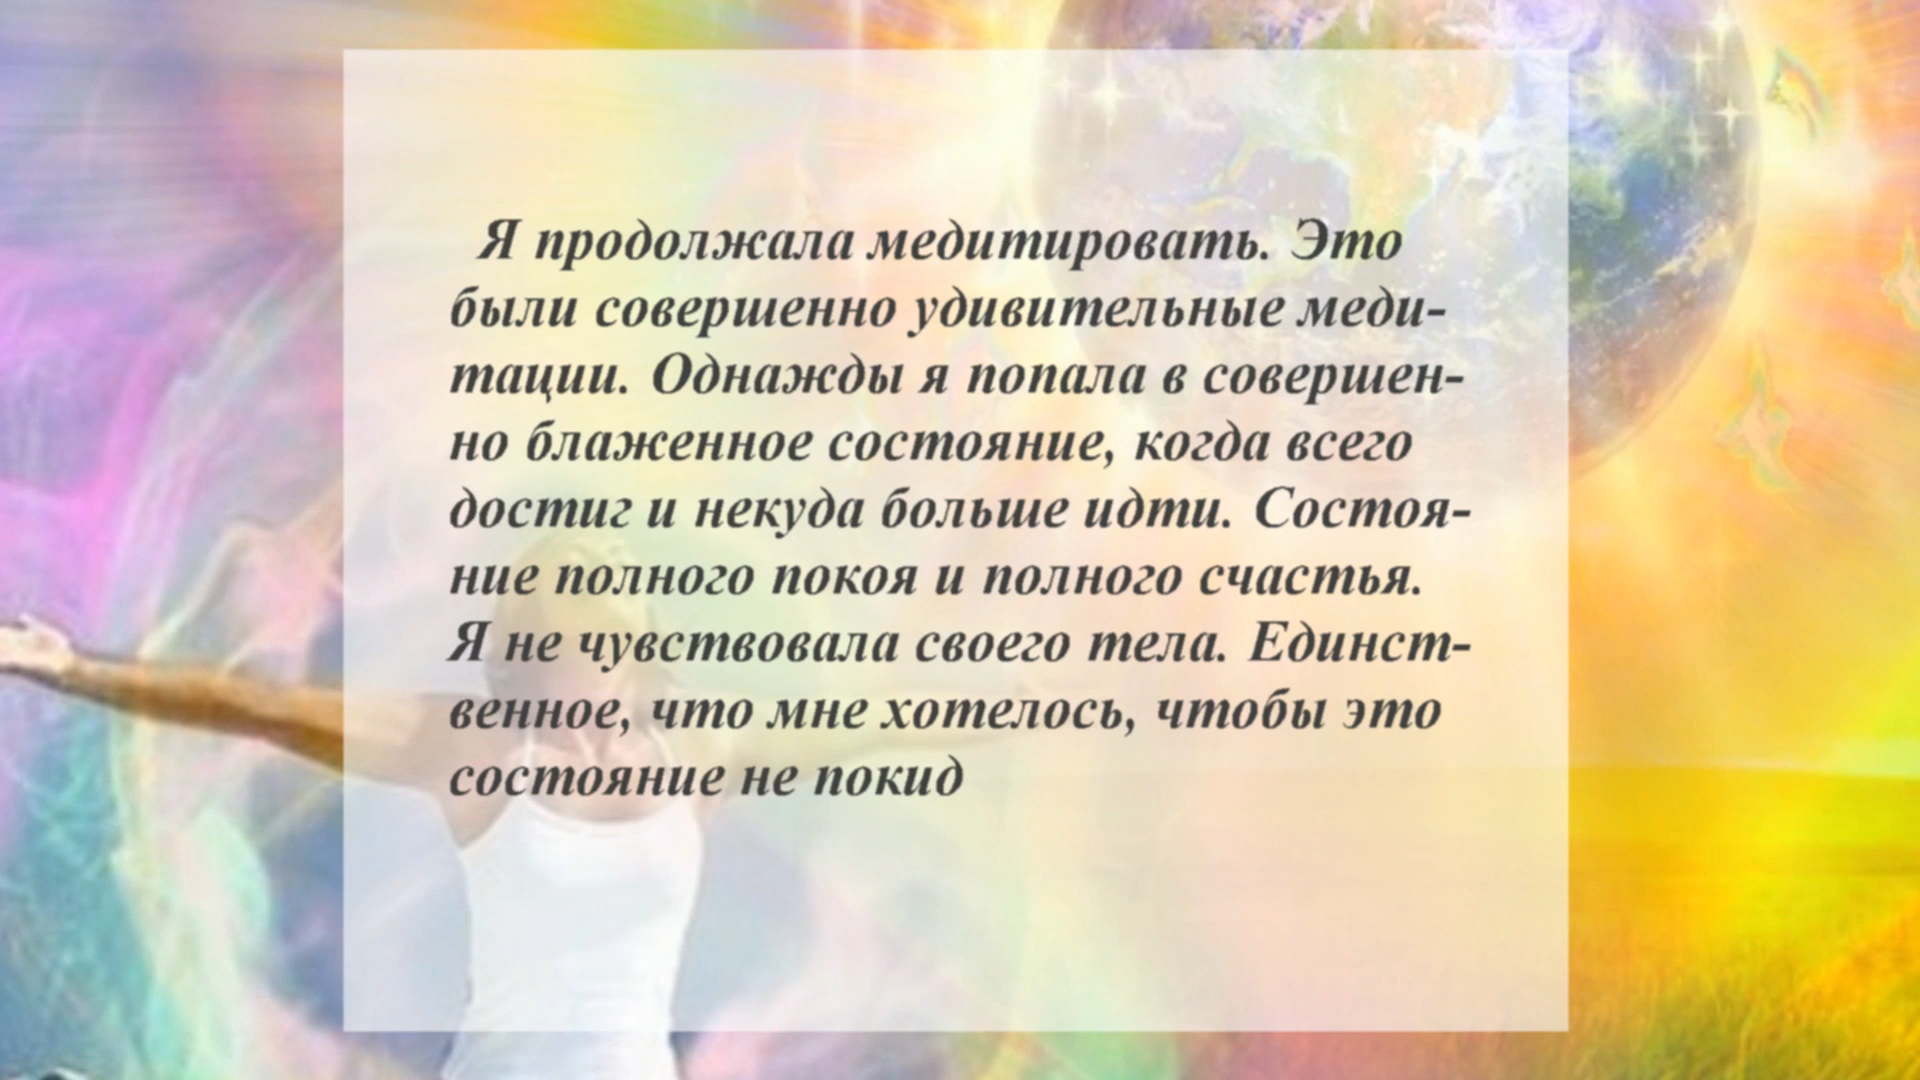 Я продолжала медитировать. Это
были совершенно удивительные меди-
тации. Однажды я попала в совершен-
но блаженное состояние, когда всего
достиг и некуда больше идти. Состоя-
ние полного покоя и полного счастья.
Я не чувствовала своего тела. Единст-
венное, что мне хотелось, чтобы это
состояние не покид